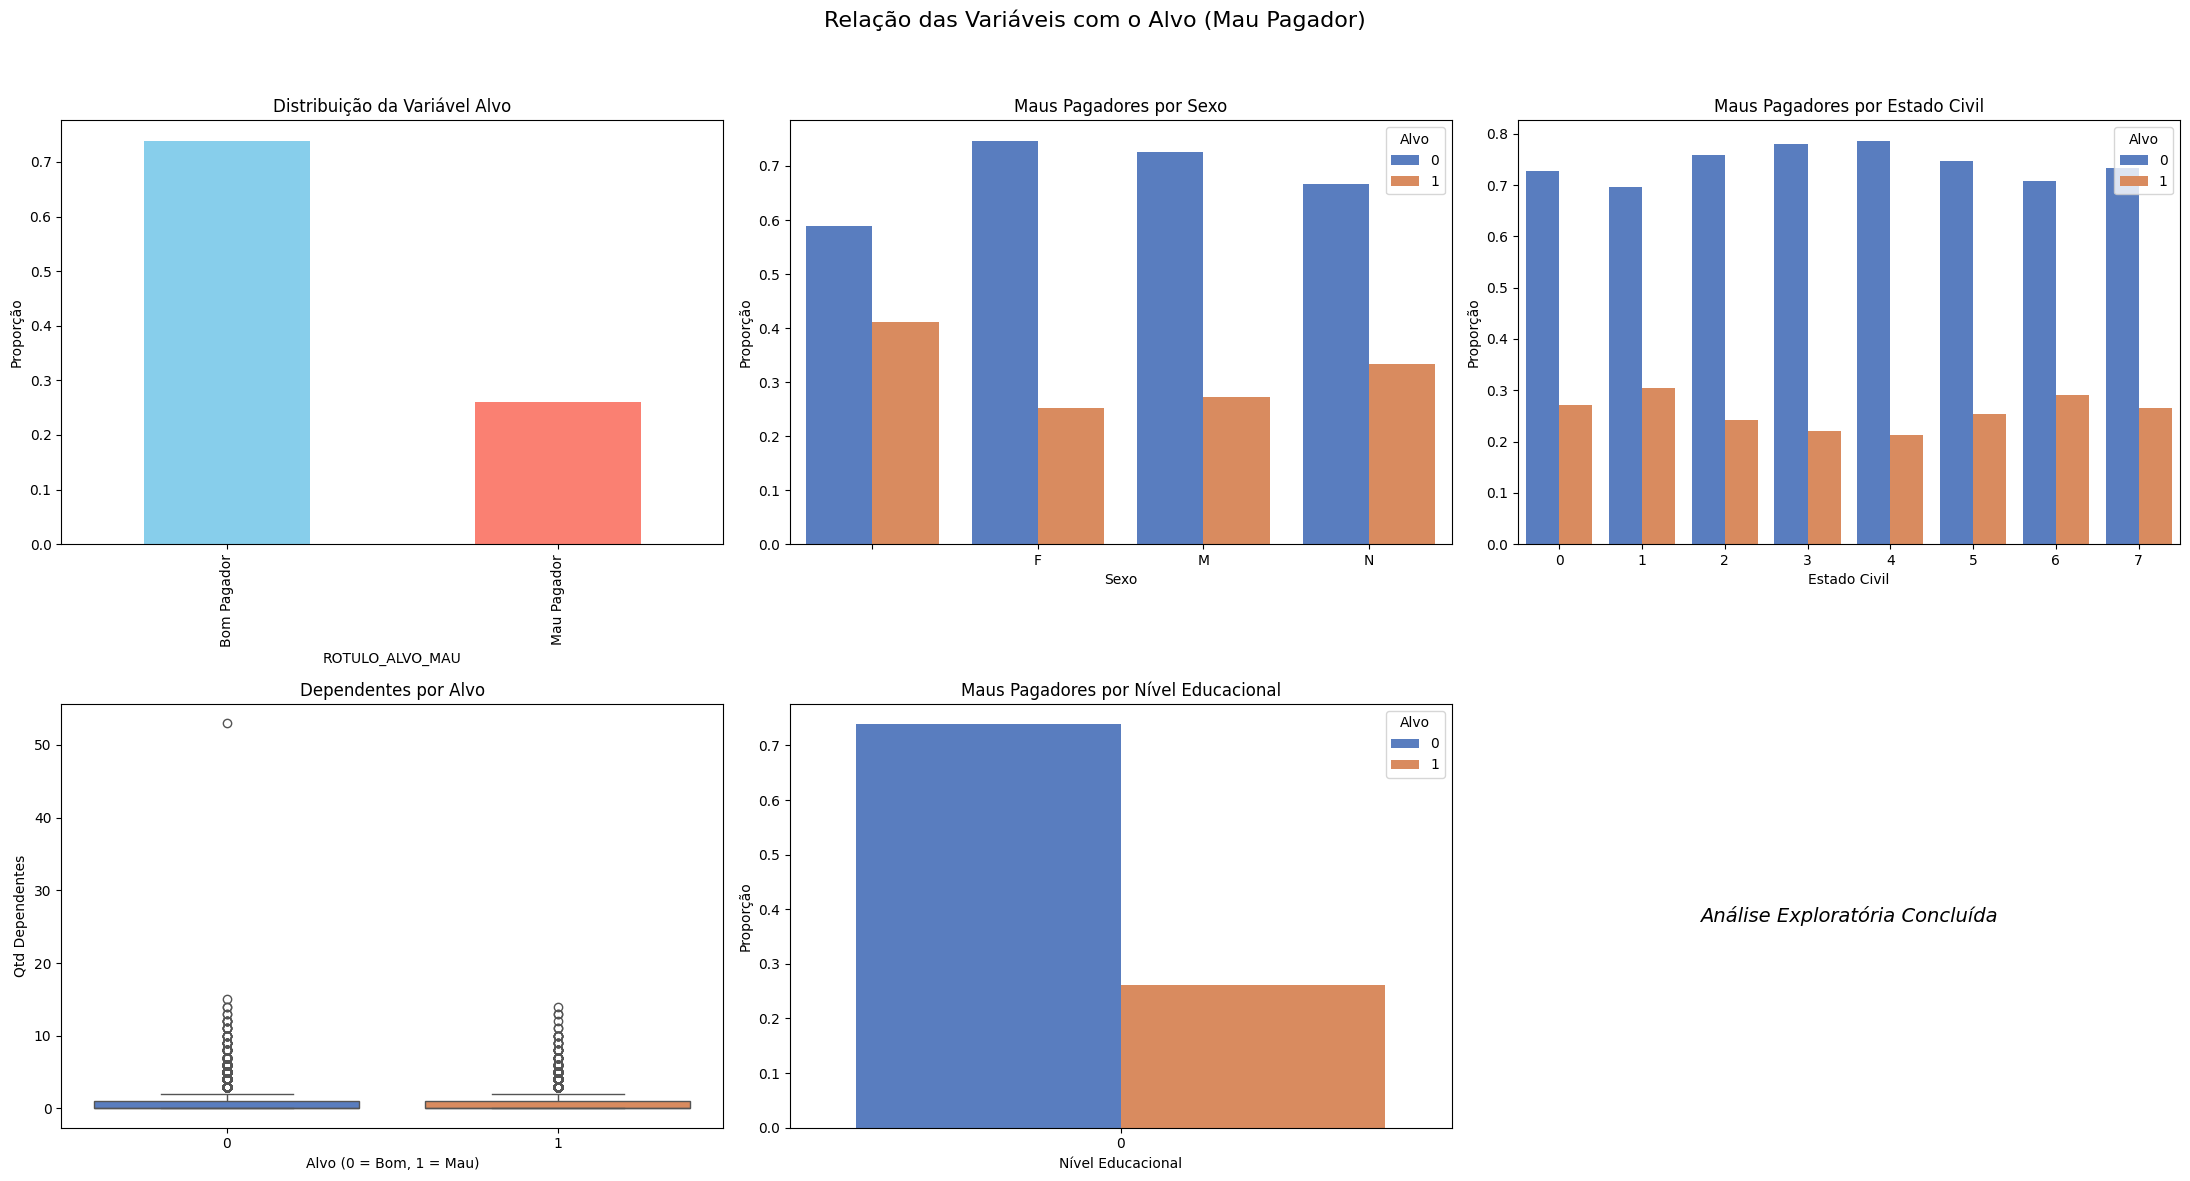 Relação das Variáveis com o Alvo (Mau Pagador)
Distribuição da Variável Alvo
Proporção
0.7
0.6
0.5
0.4
0.3
0.2
0.1
0.0
Bom Pagador
Mau Pagador
ROTULO_ALVO_MAU
Maus Pagadores por Sexo
Alvo
0
1
Proporção
0.7
0.6
0.5
0.4
0.3
0.2
0.1
0.0
F M N
Sexo
Maus Pagadores por Estado Civil
Alvo
0
1
Proporção
0.8
0.7
0.6
0.5
0.4
0.3
0.2
0.1
0.0
0 1 2 3 4 5 6 7
Estado Civil
Dependentes por Alvo
Qtd Dependentes
50
40
30
20
10
0
0 1
Alvo (0 = Bom, 1 = Mau)
Maus Pagadores por Nível Educacional
Alvo
0
1
Proporção
0.7
0.6
0.5
0.4
0.3
0.2
0.1
0.0
0
Nível Educacional
Análise Exploratória Concluída